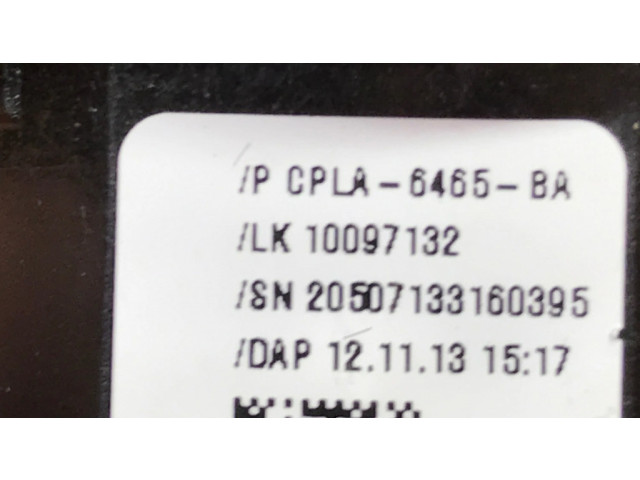 /P CPLA-6465-BA
/LK 10097132
/SN 20507133160395
/DAP 12.11.13 15:17